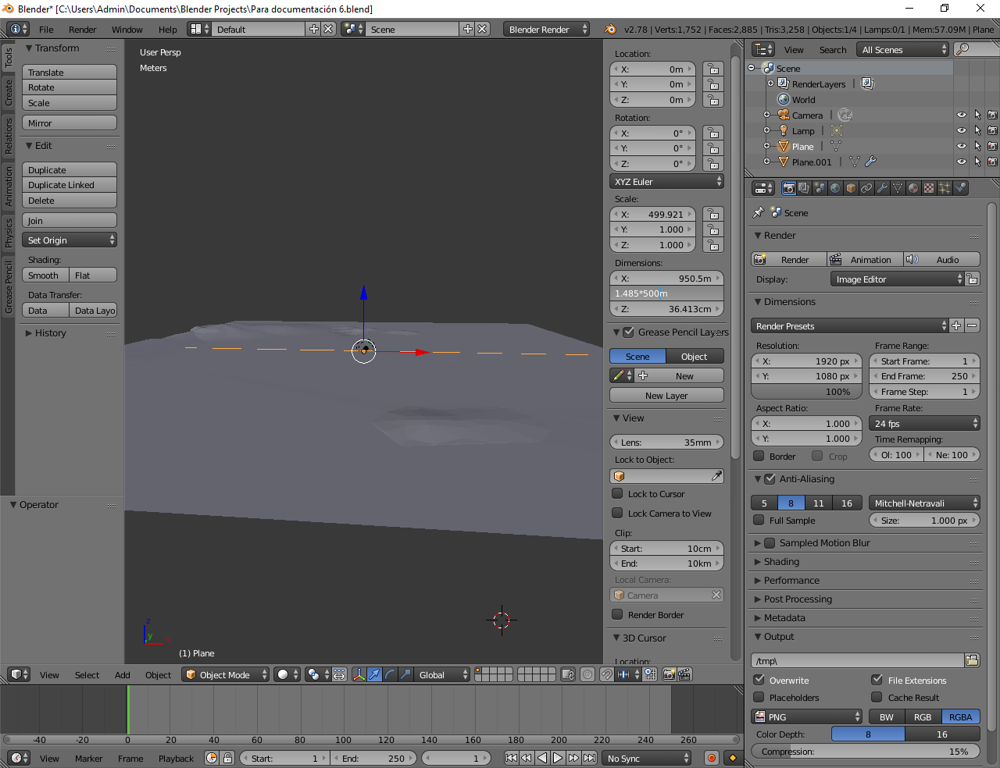 Blender* [C:\Users\Admin\Documents\Blender Projects\Para documentación 6.blend]
File Render Window Help Default Scene Blender Render v2.78 | Verts:1,752 | Faces:2,885 | Tris:3,258 | Objects:1/4 | Lamps:0/1 | Mem:57.09M | Plane
Tools
Create
Relations
Animation
Physics
Grease Pencil
Transform
Translate
Rotate
Scale
Mirror
Edit
Duplicate
Duplicate Linked
Delete
Join
Set Origin
Shading:
Smooth Flat
Data Transfer:
Data Data Layo
History
Operator
User Persp
Meters
(1) Plane
z
y
x
Location:
X: 0m
Y: 0m
Z: 0m
Rotation:
X: 0°
Y: 0°
Z: 0°
XYZ Euler
Scale:
X: 499.921
Y: 1.000
Z: 1.000
Dimensions:
X: 950.5m
1.485*500m
Z: 36.413cm
Grease Pencil Layers
Scene Object
New
New Layer
View
Lens: 35mm
Lock to Object:
Lock to Cursor
Lock Camera to View
Clip:
Start: 10cm
End: 10km
Local Camera:
Camera
Render Border
3D Cursor
Location:
View Search All Scenes
Scene
RenderLayers
World
Camera
Lamp
Plane
Plane.001
Scene
Render
Render Animation Audio
Display: Image Editor
Dimensions
Render Presets
Resolution: Frame Range:
X: 1920 px Start Frame: 1
Y: 1080 px End Frame: 250
100% Frame Step: 1
Aspect Ratio: Frame Rate:
X: 1.000 24 fps
Y: 1.000 Time Remapping:
Border Crop Ol: 100 Ne: 100
Anti-Aliasing
5 8 11 16 Mitchell-Netravali
Full Sample Size: 1.000 px
Sampled Motion Blur
Shading
Performance
Post Processing
Metadata
Output
/tmp\
Overwrite File Extensions
Placeholders Cache Result
PNG BW RGB RGBA
Color Depth: 8 16
Compression: 15%
View Select Add Object Object Mode Global
-40 -20 0 20 40 60 80 100 120 140 160 180 200 220 240 260
View Marker Frame Playback Start: 1 End: 250 1 No Sync